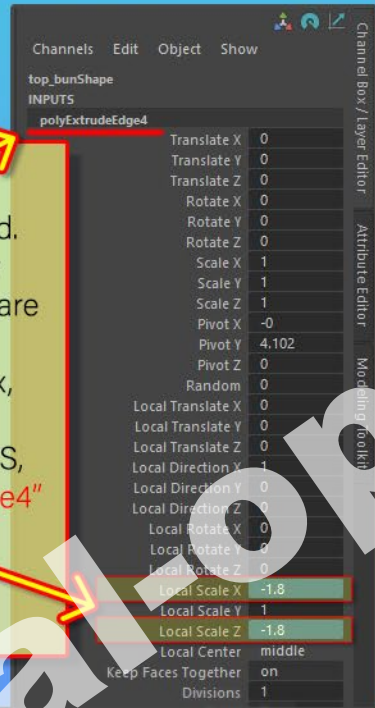 Channels Edit Object Show
top_bunShape
INPUTS
polyExtrudeEdge4
Translate X 0
Translate Y 0
Translate Z 0
Rotate X 0
Rotate Y 0
Rotate Z 0
Scale X 1
Scale Y 1
Scale Z 1
Pivot X -0
Pivot Y 4.102
Pivot Z 0
Random 0
Local Translate X 0
Local Translate Y 0
Local Translate Z 0
Local Direction X 1
Local Direction Y 0
Local Direction Z 0
Local Rotate X 0
Local Rotate Y 0
Local Rotate Z 0
Local Scale X -1.8
Local Scale Y 1
Local Scale Z -1.8
Local Center middle
Keep Faces Together on
Divisions 1
Channel Box / Layer Editor
Attribute Editor
Modeling Toolkit
d.
are
x,
S,
e4"